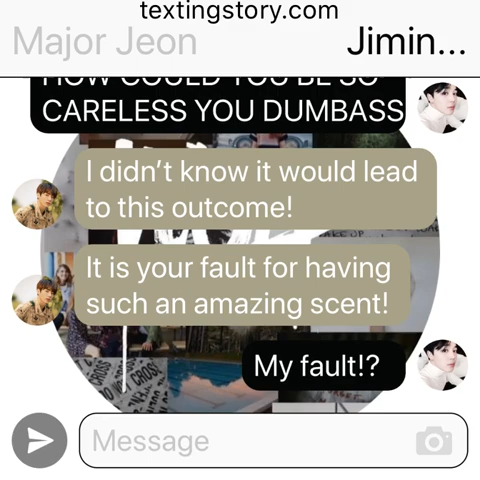 textingstory.com
Major Jeon
Jimin...
HOW COULD YOU BE SO
CARELESS YOU DUMBASS
I didn't know it would lead
to this outcome!
It is your fault for having
such an amazing scent!
My fault!?
CROSS
Message